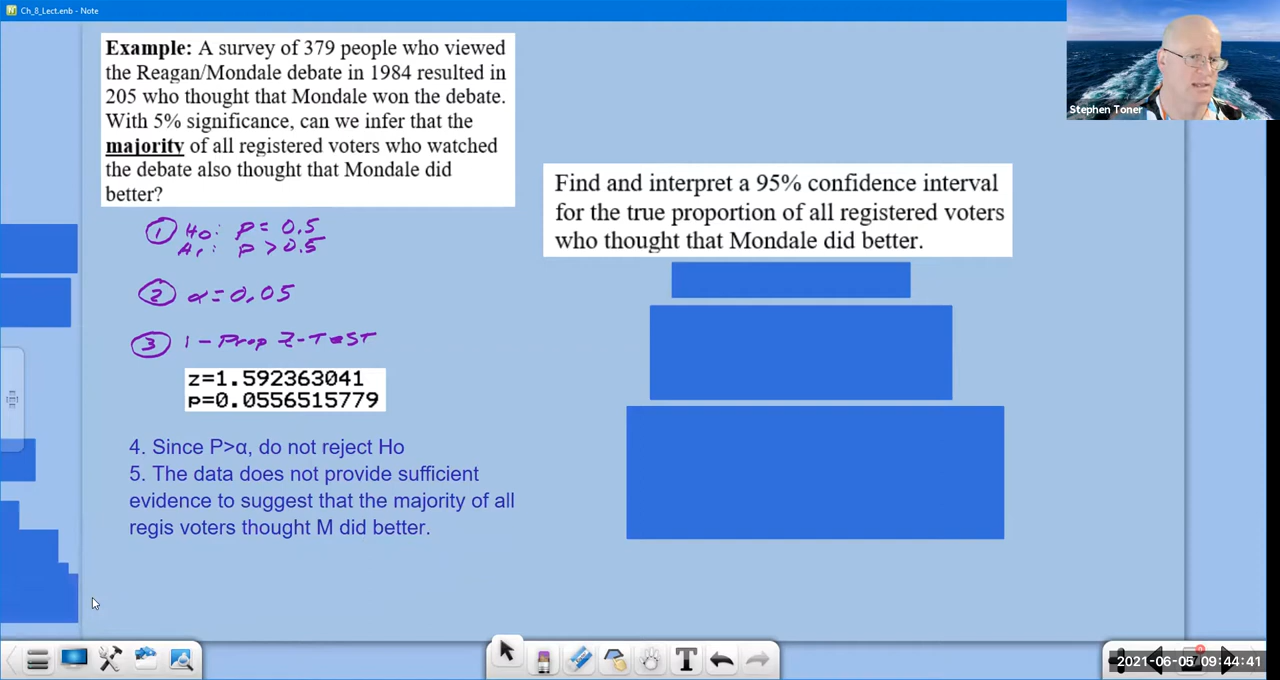 Ch_8_Lect.enb - Note
Example: A survey of 379 people who viewed
the Reagan/Mondale debate in 1984 resulted in
205 who thought that Mondale won the debate.
With 5% significance, can we infer that the
majority of all registered voters who watched
the debate also thought that Mondale did
better?
① Ho: p = 0.5
A1: p > 0.5
② α = 0.05
③ 1-Prop Z-TEST
z=1.592363041
p=0.0556515779
4. Since P>α, do not reject Ho
5. The data does not provide sufficient
evidence to suggest that the majority of all
regis voters thought M did better.
Find and interpret a 95% confidence interval
for the true proportion of all registered voters
who thought that Mondale did better.
Stephen Toner
T
2021-06-05 09:44:41